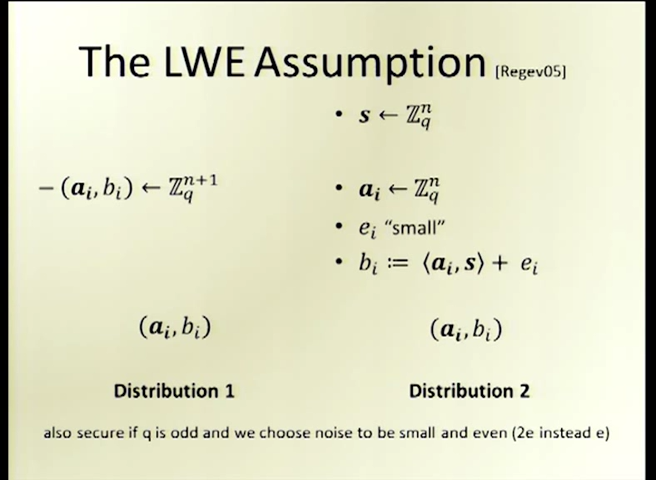 The LWE Assumption [Regev05]
• s ← ℤ_q^n
– (a_i, b_i) ← ℤ_q^{n+1}
• a_i ← ℤ_q^n
• e_i "small"
• b_i := ⟨a_i, s⟩ + e_i
(a_i, b_i)
(a_i, b_i)
Distribution 1
Distribution 2
also secure if q is odd and we choose noise to be small and even (2e instead e)